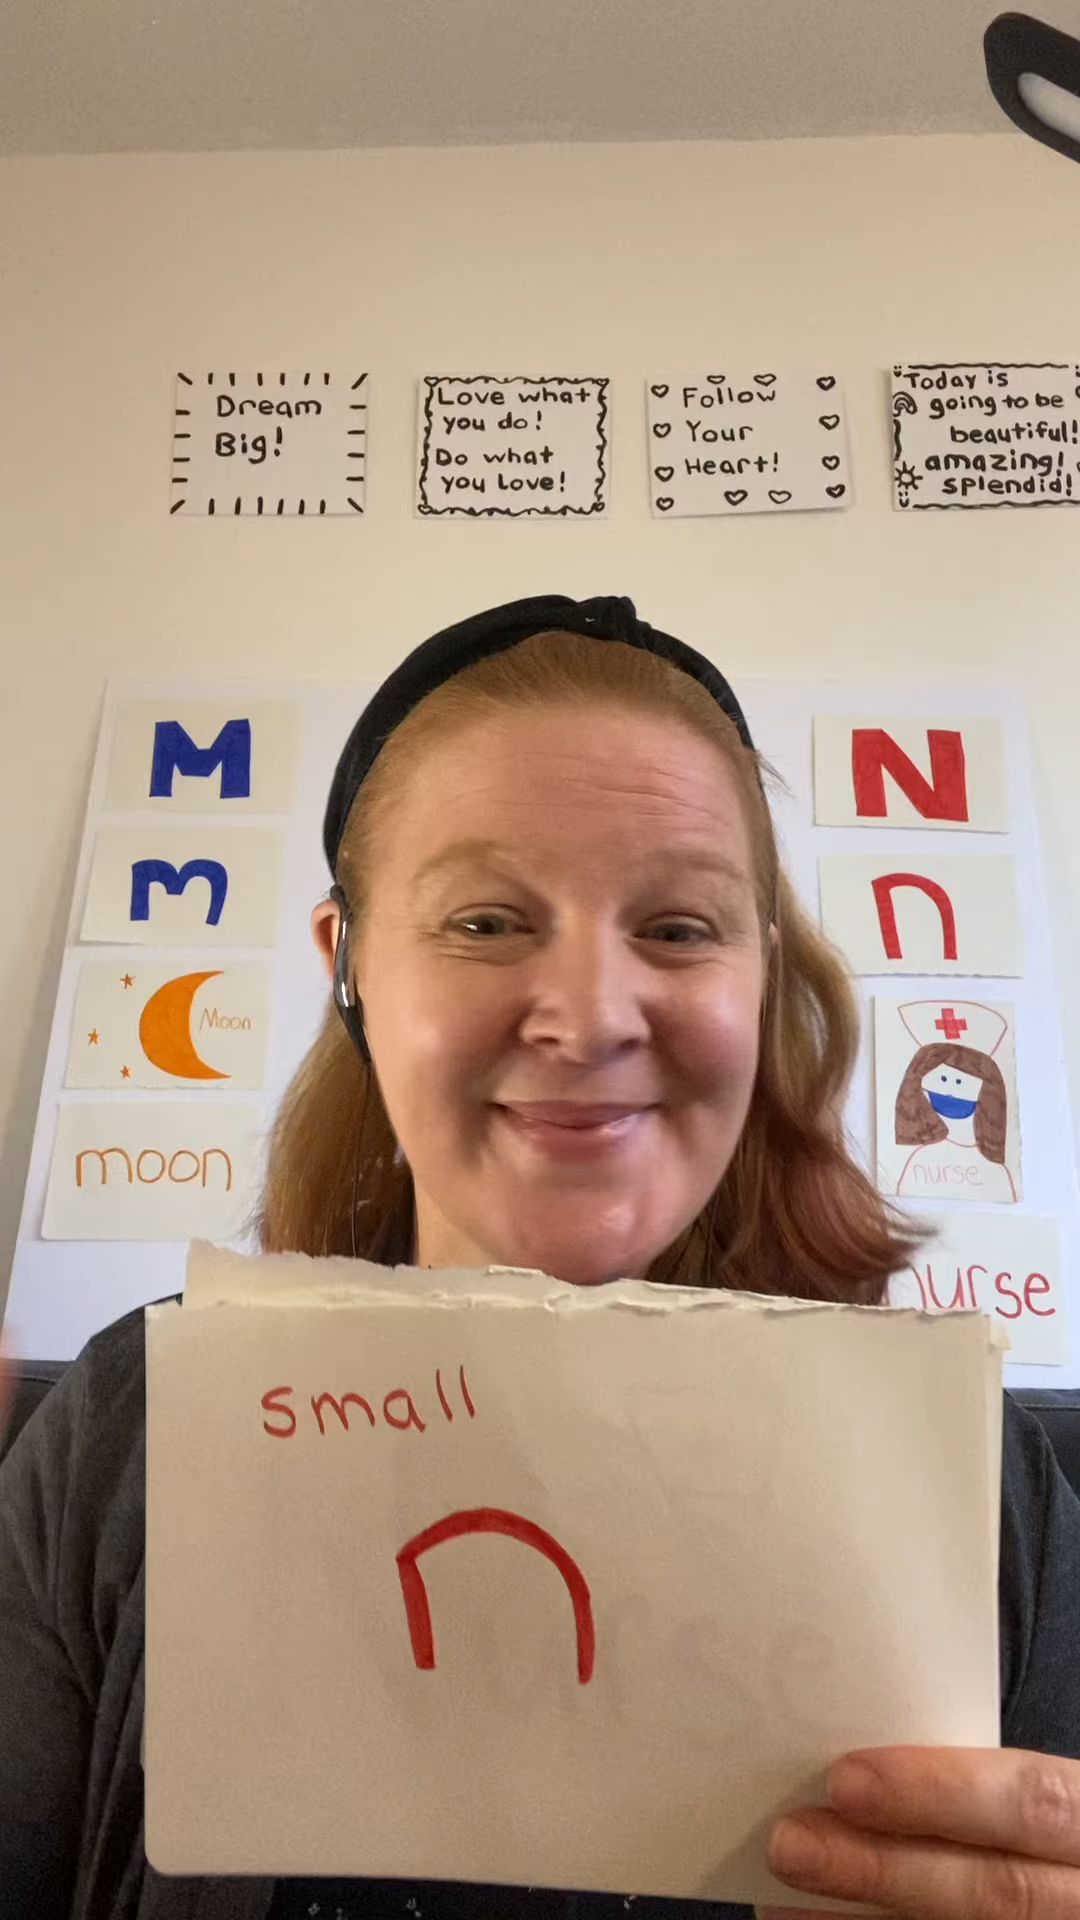 Dream
Big!
Love what
you do!
Do what
you Love!
Follow
Your
Heart!
Today is
going to be
beautiful!
amazing!
splendid!
M
m
Moon
moon
N
n
nurse
nurse
small
n